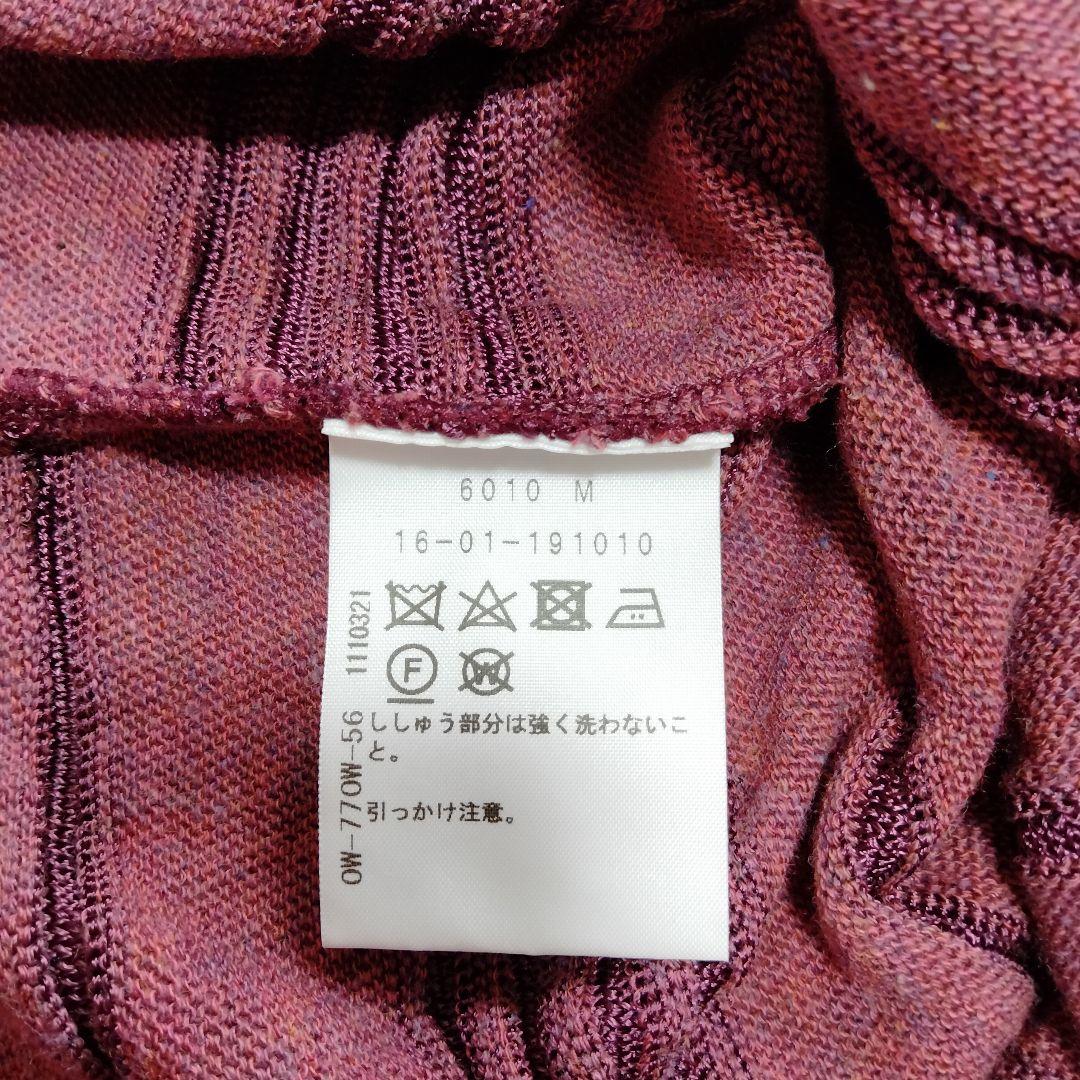 6010 M
16-01-191010
F
W
ししゅう部分は強く洗わないこ
と。
引っかけ注意。
OW-770W-56 1110321